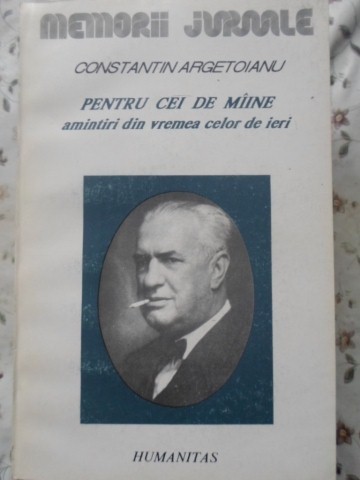 MEMORII JURNALE
CONSTANTIN ARGETOIANU
PENTRU CEI DE MÎINE
amintiri din vremea celor de ieri
HUMANITAS